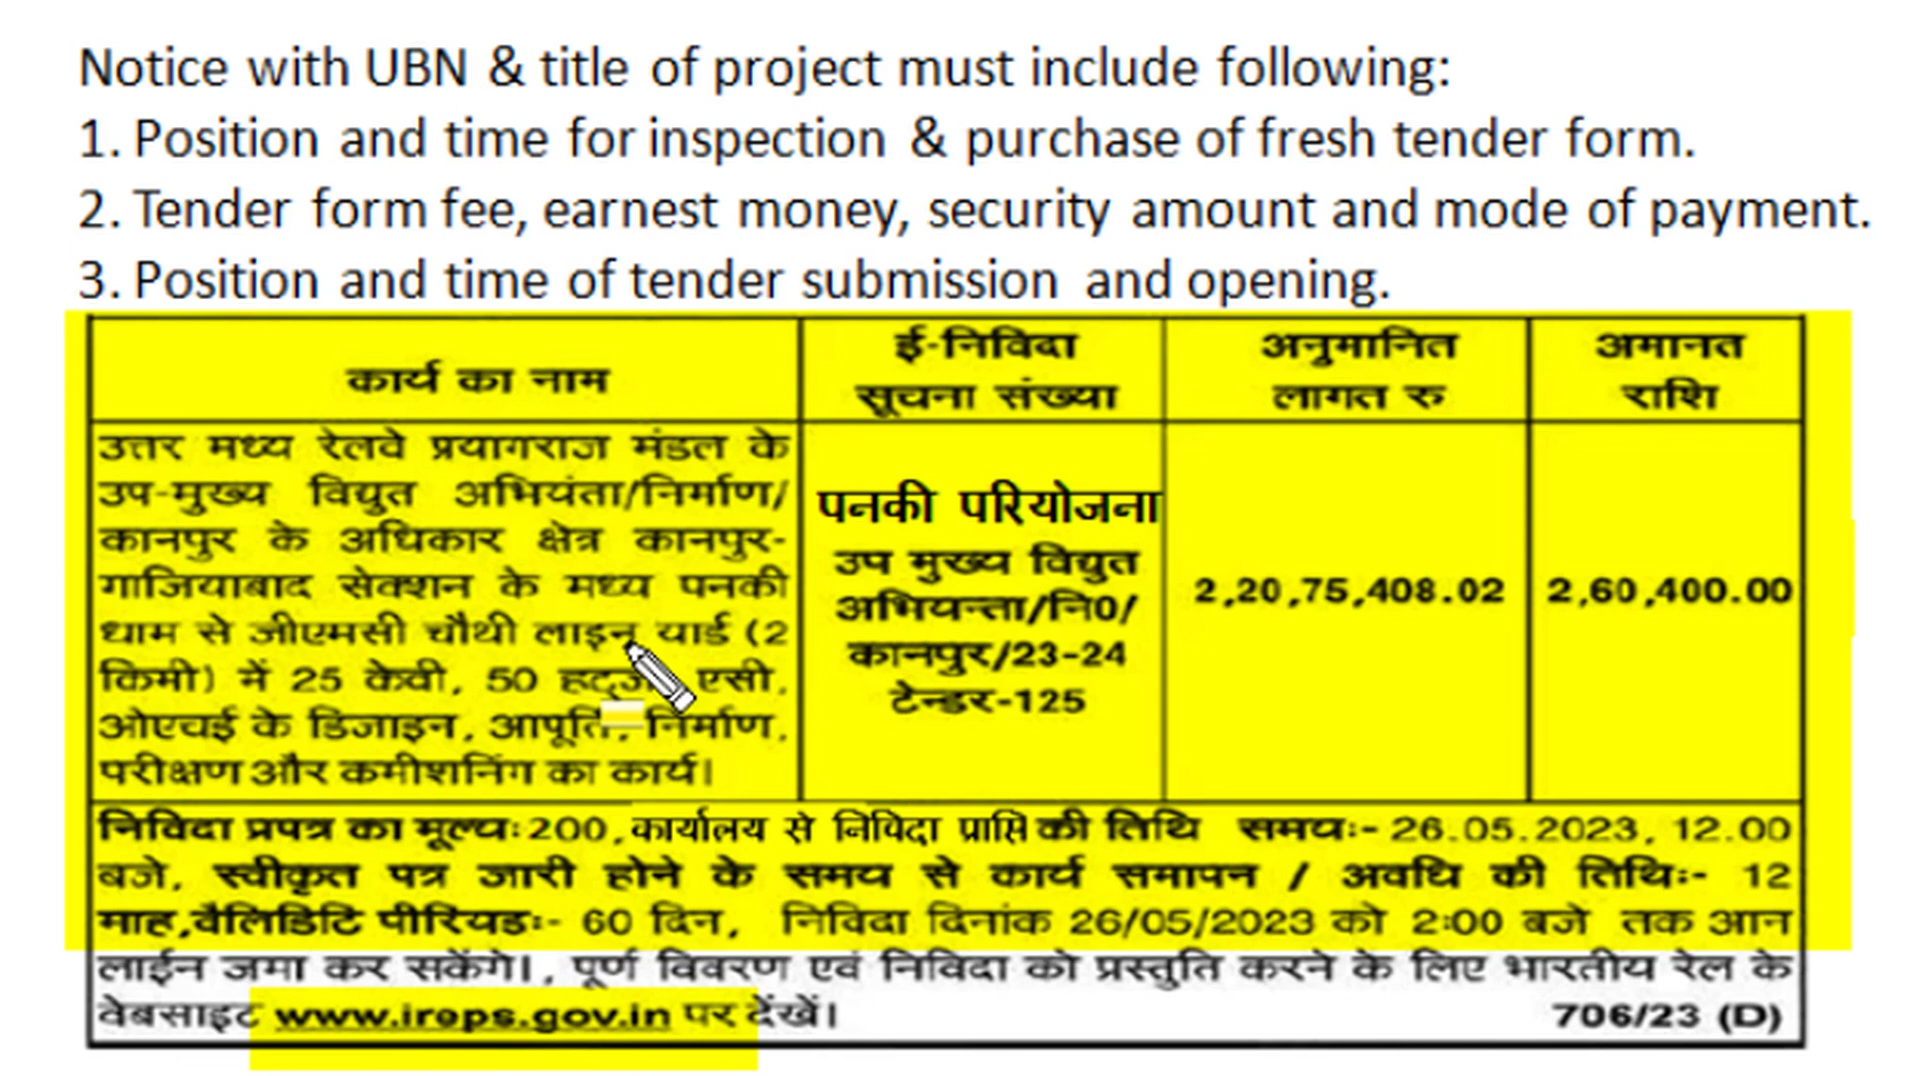 Notice with UBN & title of project must include following:
1. Position and time for inspection & purchase of fresh tender form.
2. Tender form fee, earnest money, security amount and mode of payment.
3. Position and time of tender submission and opening.
कार्य का नाम
ई-निविदा
सूचना संख्या
अनुमानित
लागत रु
अमानत
राशि
उत्तर मध्य रेलवे प्रयागराज मंडल के
उप-मुख्य विद्युत अभियंता/निर्माण/
कानपुर के अधिकार क्षेत्र कानपुर-
गाजियाबाद सेक्शन के मध्य पनकी
धाम से जीएमसी चौथी लाइन यार्ड (2
किमी) में 25 केवी, 50 हर्ट्ज एसी,
ओएचई के डिजाइन, आपूर्ति, निर्माण,
परीक्षण और कमीशनिंग का कार्य।
पनकी परियोजना
उप मुख्य विद्युत
अभियन्ता/नि0/
कानपुर/23-24
टेन्डर-125
2,20,75,408.02
2,60,400.00
निविदा प्रपत्र का मूल्यः 200, कार्यालय से निविदा प्राप्ति की तिथि समयः- 26.05.2023, 12.00
बजे, स्वीकृत पत्र जारी होने के समय से कार्य समापन / अवधि की तिथिः- 12
माह,वैलिडिटि पीरियडः- 60 दिन, निविदा दिनांक 26/05/2023 को 2:00 बजे तक आन
लाईन जमा कर सकेंगे।, पूर्ण विवरण एवं निविदा को प्रस्तुति करने के लिए भारतीय रेल के
वेबसाइट www.ireps.gov.in पर देंखें।
706/23 (D)